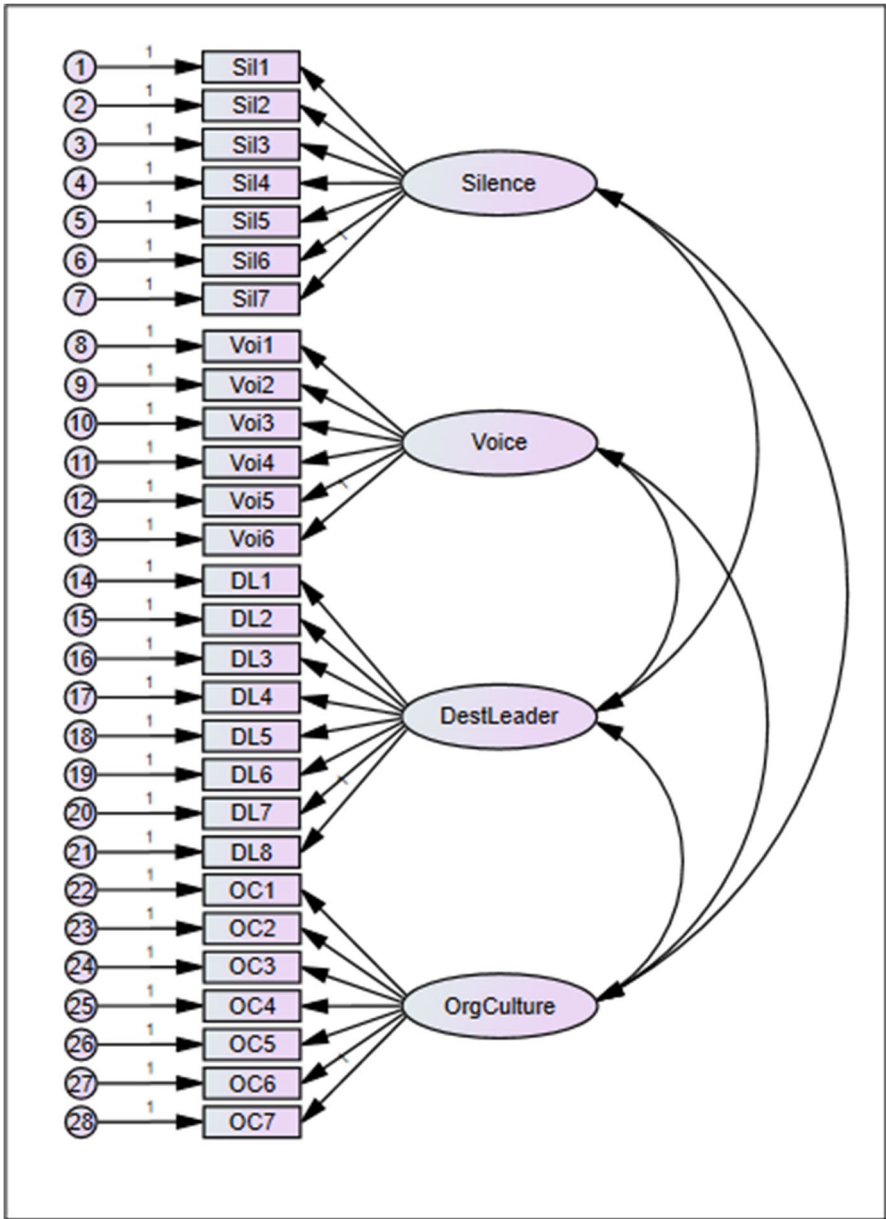 1 1 Sil1
2 1 Sil2
3 1 Sil3
4 1 Sil4
5 1 Sil5
6 1 Sil6
7 1 Sil7
Silence
1
8 1 Voi1
9 1 Voi2
10 1 Voi3
11 1 Voi4
12 1 Voi5
13 1 Voi6
Voice
1
14 1 DL1
15 1 DL2
16 1 DL3
17 1 DL4
18 1 DL5
19 1 DL6
20 1 DL7
21 1 DL8
DestLeader
1
22 1 OC1
23 1 OC2
24 1 OC3
25 1 OC4
26 1 OC5
27 1 OC6
28 1 OC7
OrgCulture
1